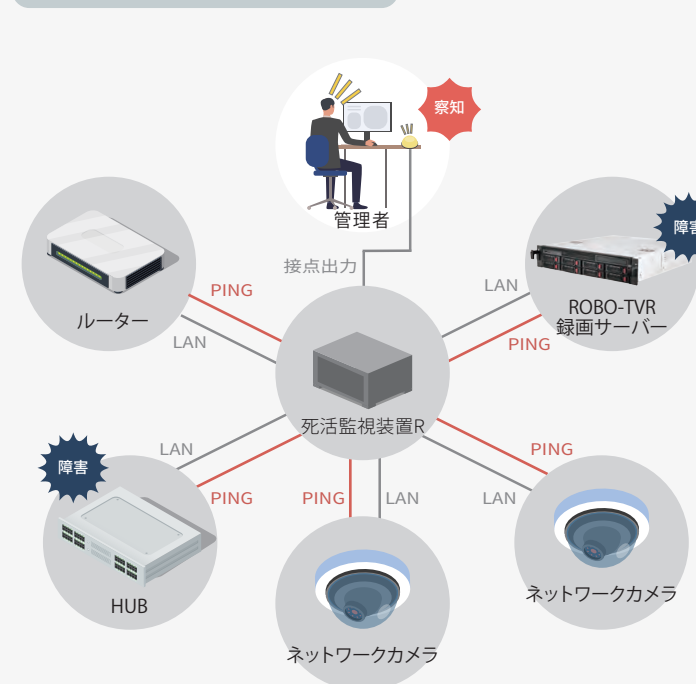 察知
管理者
接点出力
PING
LAN
ルーター
LAN
PING
障害
ROBO-TVR
録画サーバー
死活監視装置R
障害
LAN
PING
HUB
PING
LAN
ネットワークカメラ
PING
LAN
ネットワークカメラ